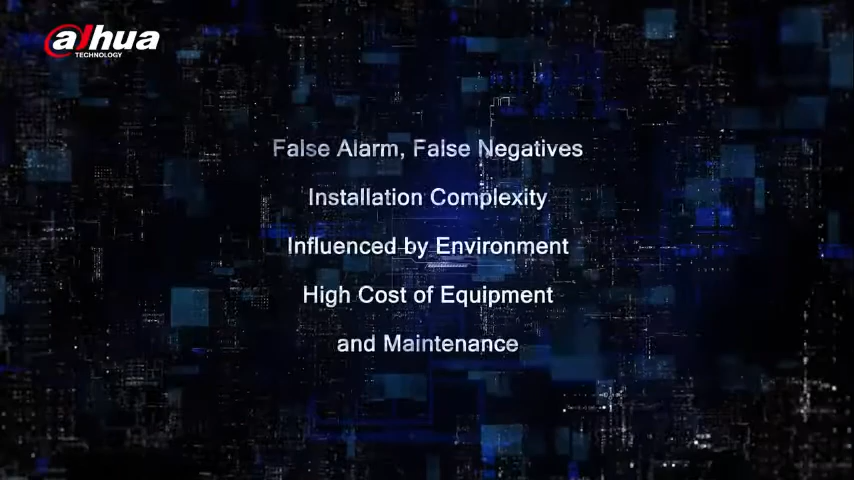 alhua
TECHNOLOGY
False Alarm, False Negatives
Installation Complexity
Influenced by Environment
High Cost of Equipment
and Maintenance